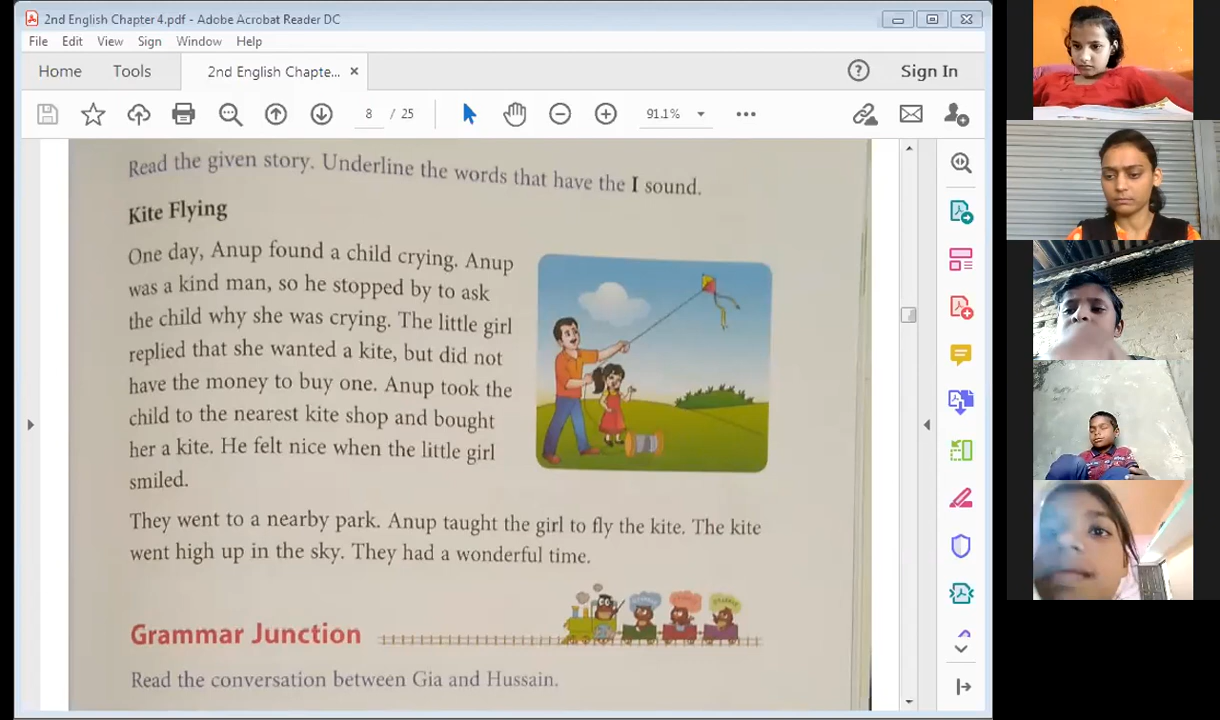 2nd English Chapter 4.pdf - Adobe Acrobat Reader DC
File Edit View Sign Window Help
Home Tools 2nd English Chapte... × Sign In
8 / 25 91.1%
Read the given story. Underline the words that have the I sound.
Kite Flying
One day, Anup found a child crying. Anup
was a kind man, so he stopped by to ask
the child why she was crying. The little girl
replied that she wanted a kite, but did not
have the money to buy one. Anup took the
child to the nearest kite shop and bought
her a kite. He felt nice when the little girl
smiled.
They went to a nearby park. Anup taught the girl to fly the kite. The kite
went high up in the sky. They had a wonderful time.
Grammar Junction
Read the conversation between Gia and Hussain.